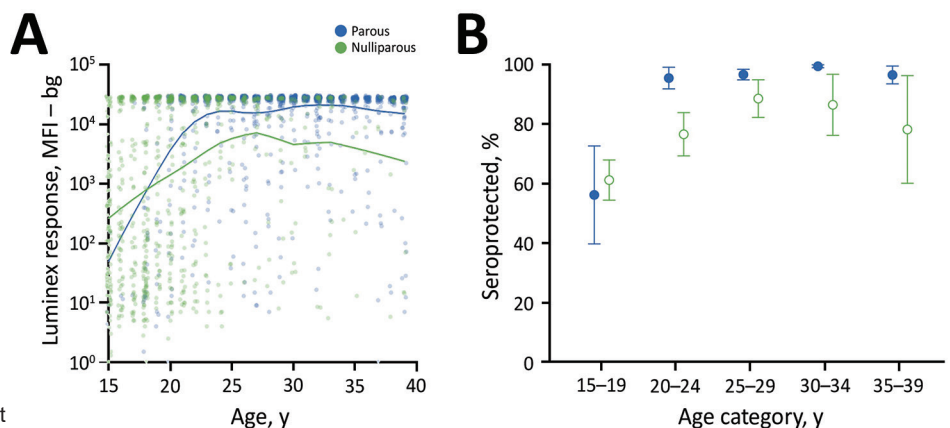 A
Parous
Nulliparous
Luminex response, MFI – bg
10⁵
10⁴
10³
10²
10¹
10⁰
15 20 25 30 35 40
Age, y
t
B
Seroprotected, %
100
80
60
40
20
0
15–19 20–24 25–29 30–34 35–39
Age category, y